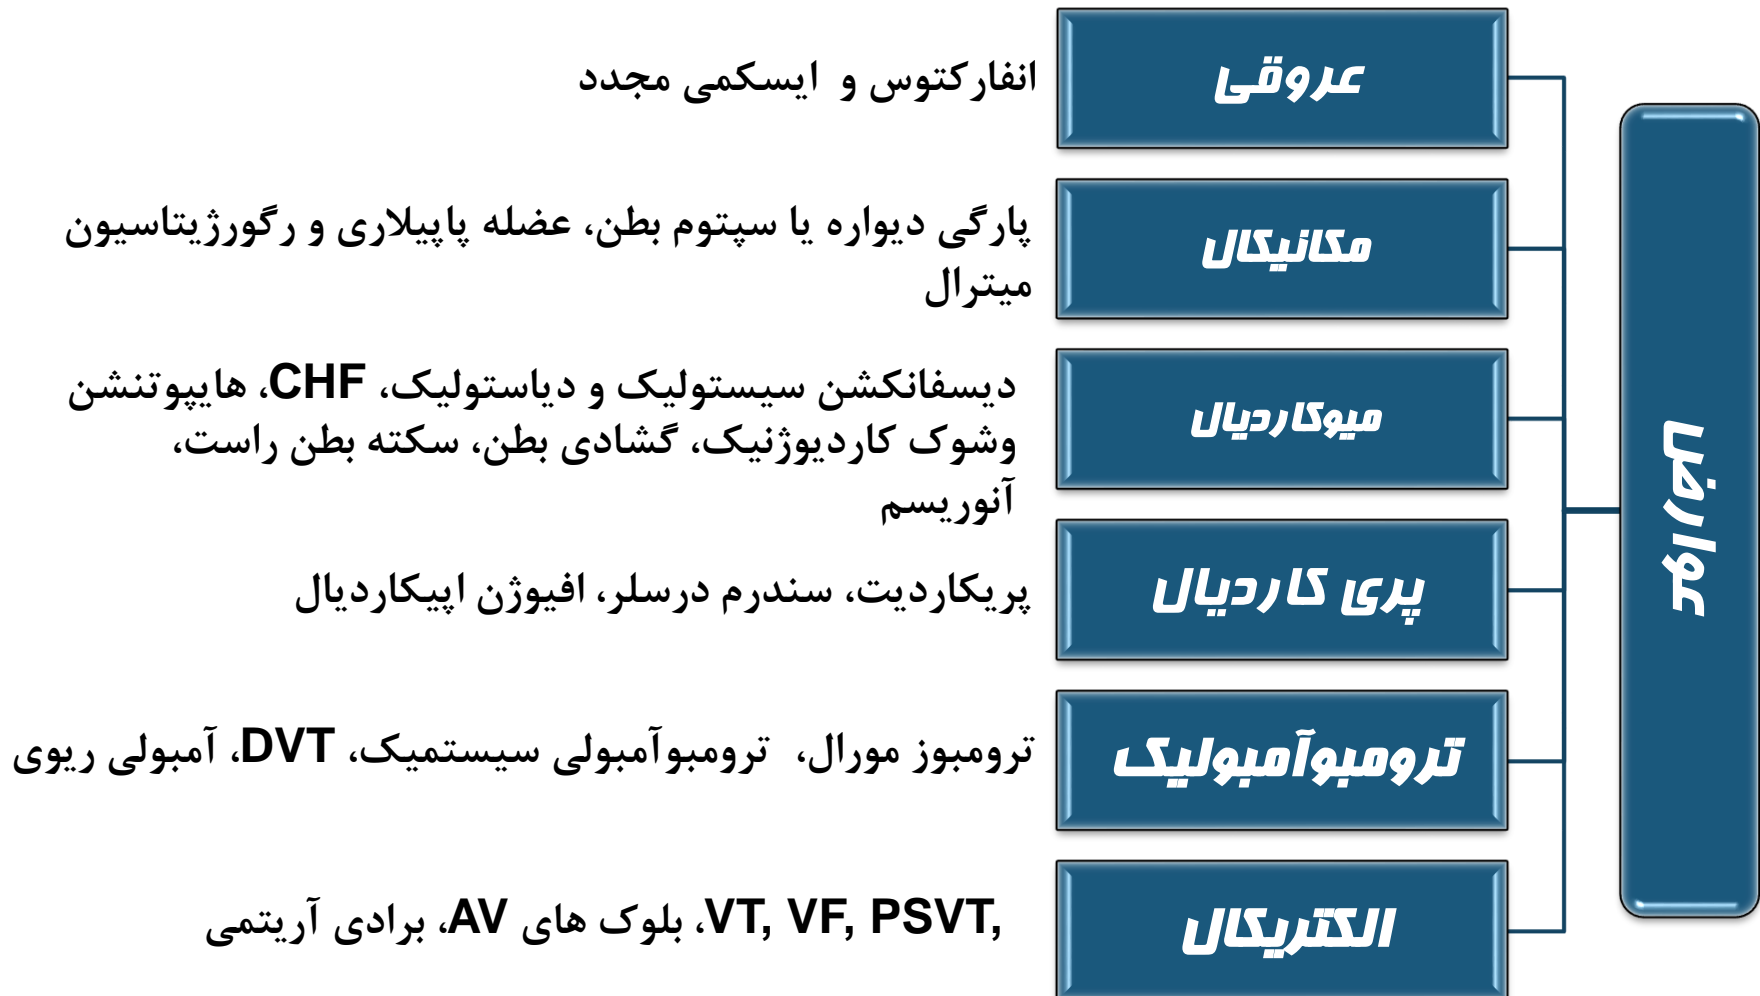 عوارض
عروقی
انفارکتوس و ایسکمی مجدد
مکانیکال
پارگی دیواره یا سپتوم بطن، عضله پاپیلاری و رگورژیتاسیون
میترال
میوکاردیال
دیسفانکشن سیستولیک و دیاستولیک، CHF، هایپوتنشن
وشوک کاردیوژنیک، گشادی بطن، سکته بطن راست،
آنوریسم
پری کاردیال
پریکاردیت، سندرم درسلر، افیوژن اپیکاردیال
ترومبوآمبولیک
ترومبوز مورال، ترومبوآمبولی سیستمیک، DVT، آمبولی ریوی
الکتریکال
VT, VF, PSVT,، بلوک های AV، برادی آریتمی